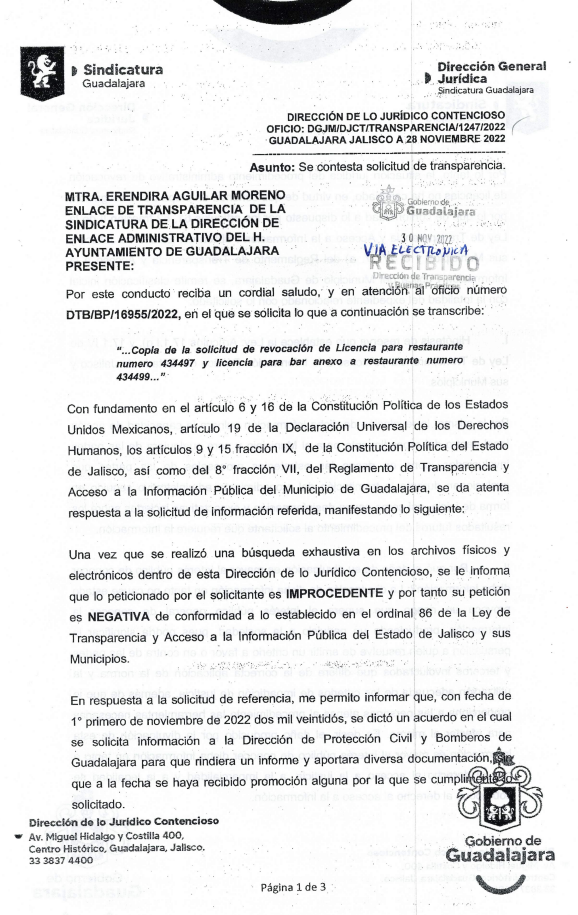 Sindicatura
Guadalajara
Dirección General
Jurídica
Sindicatura Guadalajara
DIRECCIÓN DE LO JURÍDICO CONTENCIOSO
OFICIO: DGJM/DJCT/TRANSPARENCIA/1247/2022
GUADALAJARA JALISCO A 28 NOVIEMBRE 2022
Asunto: Se contesta solicitud de transparencia.
MTRA. ERENDIRA AGUILAR MORENO
ENLACE DE TRANSPARENCIA DE LA
SINDICATURA DE LA DIRECCIÓN DE
ENLACE ADMINISTRATIVO DEL H.
AYUNTAMIENTO DE GUADALAJARA
PRESENTE:
Gobierno de
Guadalajara
30 NOV 2022
VIA ELECTRONICA
RECIBIDO
Dirección de Transparencia
y Buenas Prácticas
Por este conducto reciba un cordial saludo, y en atención al oficio número
DTB/BP/16955/2022, en el que se solicita lo que a continuación se transcribe:
“...Copia de la solicitud de revocación de Licencia para restaurante
numero 434497 y licencia para bar anexo a restaurante numero
434499...”
Con fundamento en el artículo 6 y 16 de la Constitución Política de los Estados
Unidos Mexicanos, artículo 19 de la Declaración Universal de los Derechos
Humanos, los artículos 9 y 15 fracción IX, de la Constitución Política del Estado
de Jalisco, así como del 8° fracción VII, del Reglamento de Transparencia y
Acceso a la Información Pública del Municipio de Guadalajara, se da atenta
respuesta a la solicitud de información referida, manifestando lo siguiente:
Una vez que se realizó una búsqueda exhaustiva en los archivos físicos y
electrónicos dentro de esta Dirección de lo Jurídico Contencioso, se le informa
que lo peticionado por el solicitante es IMPROCEDENTE y por tanto su petición
es NEGATIVA de conformidad a lo establecido en el ordinal 86 de la Ley de
Transparencia y Acceso a la Información Pública del Estado de Jalisco y sus
Municipios.
En respuesta a la solicitud de referencia, me permito informar que, con fecha de
1° primero de noviembre de 2022 dos mil veintidós, se dictó un acuerdo en el cual
se solicita información a la Dirección de Protección Civil y Bomberos de
Guadalajara para que rindiera un informe y aportara diversa documentación, sin
que a la fecha se haya recibido promoción alguna por la que se cumplimente lo
solicitado.
Dirección de lo Jurídico Contencioso
Av. Miguel Hidalgo y Costilla 400,
Centro Histórico, Guadalajara, Jalisco.
33 3837 4400
Gobierno de
Guadalajara
Página 1 de 3